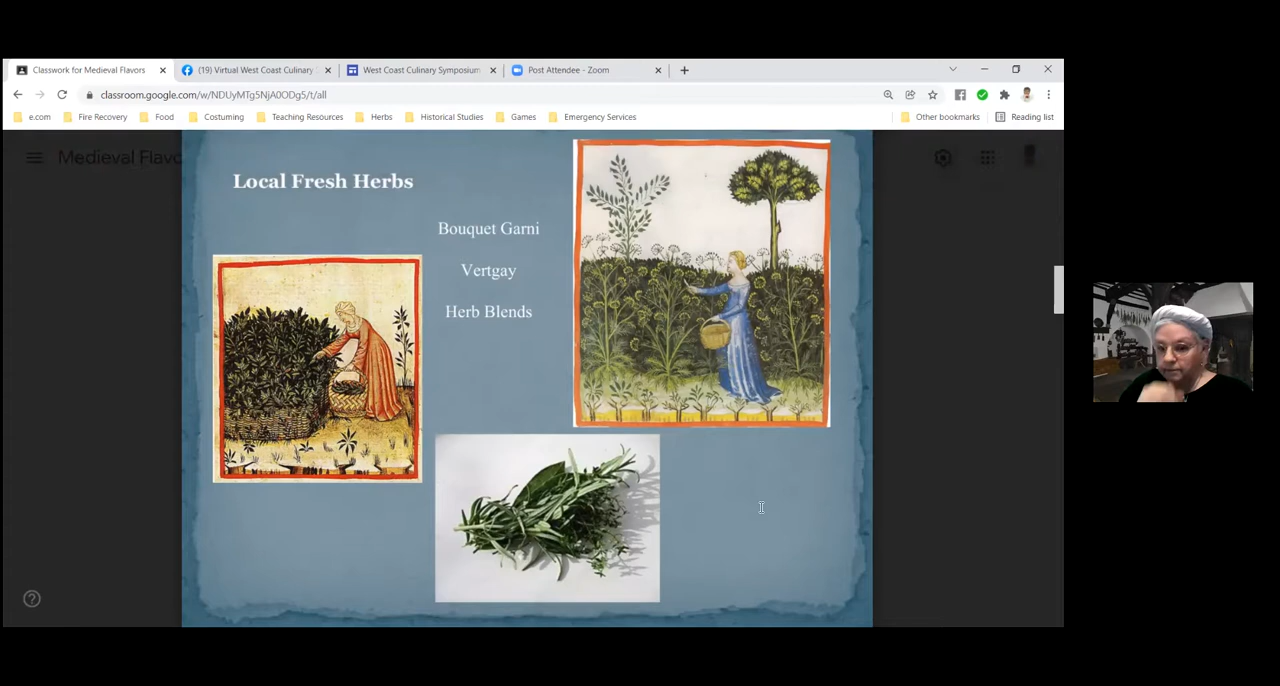 Classwork for Medieval Flavors
(19) Virtual West Coast Culinary
West Coast Culinary Symposium
Post Attendee - Zoom
classroom.google.com/w/NDUyMTg5NjA0ODg5/t/all
e.com
Fire Recovery
Food
Costuming
Teaching Resources
Herbs
Historical Studies
Games
Emergency Services
Other bookmarks
Reading list
Medieval Flavo
Local Fresh Herbs
Bouquet Garni
Vertgay
Herb Blends